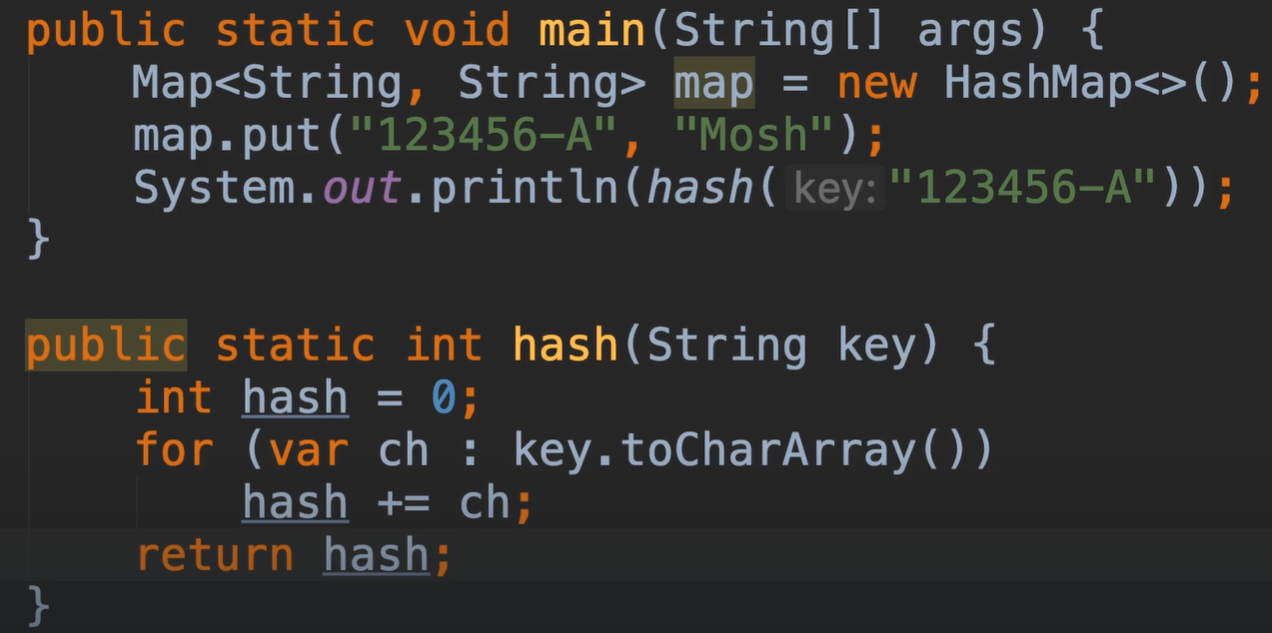 public static void main(String[] args) {
    Map<String, String> map = new HashMap<>();
    map.put("123456-A", "Mosh");
    System.out.println(hash( key: "123456-A"));
}

public static int hash(String key) {
    int hash = 0;
    for (var ch : key.toCharArray())
        hash += ch;
    return hash;
}